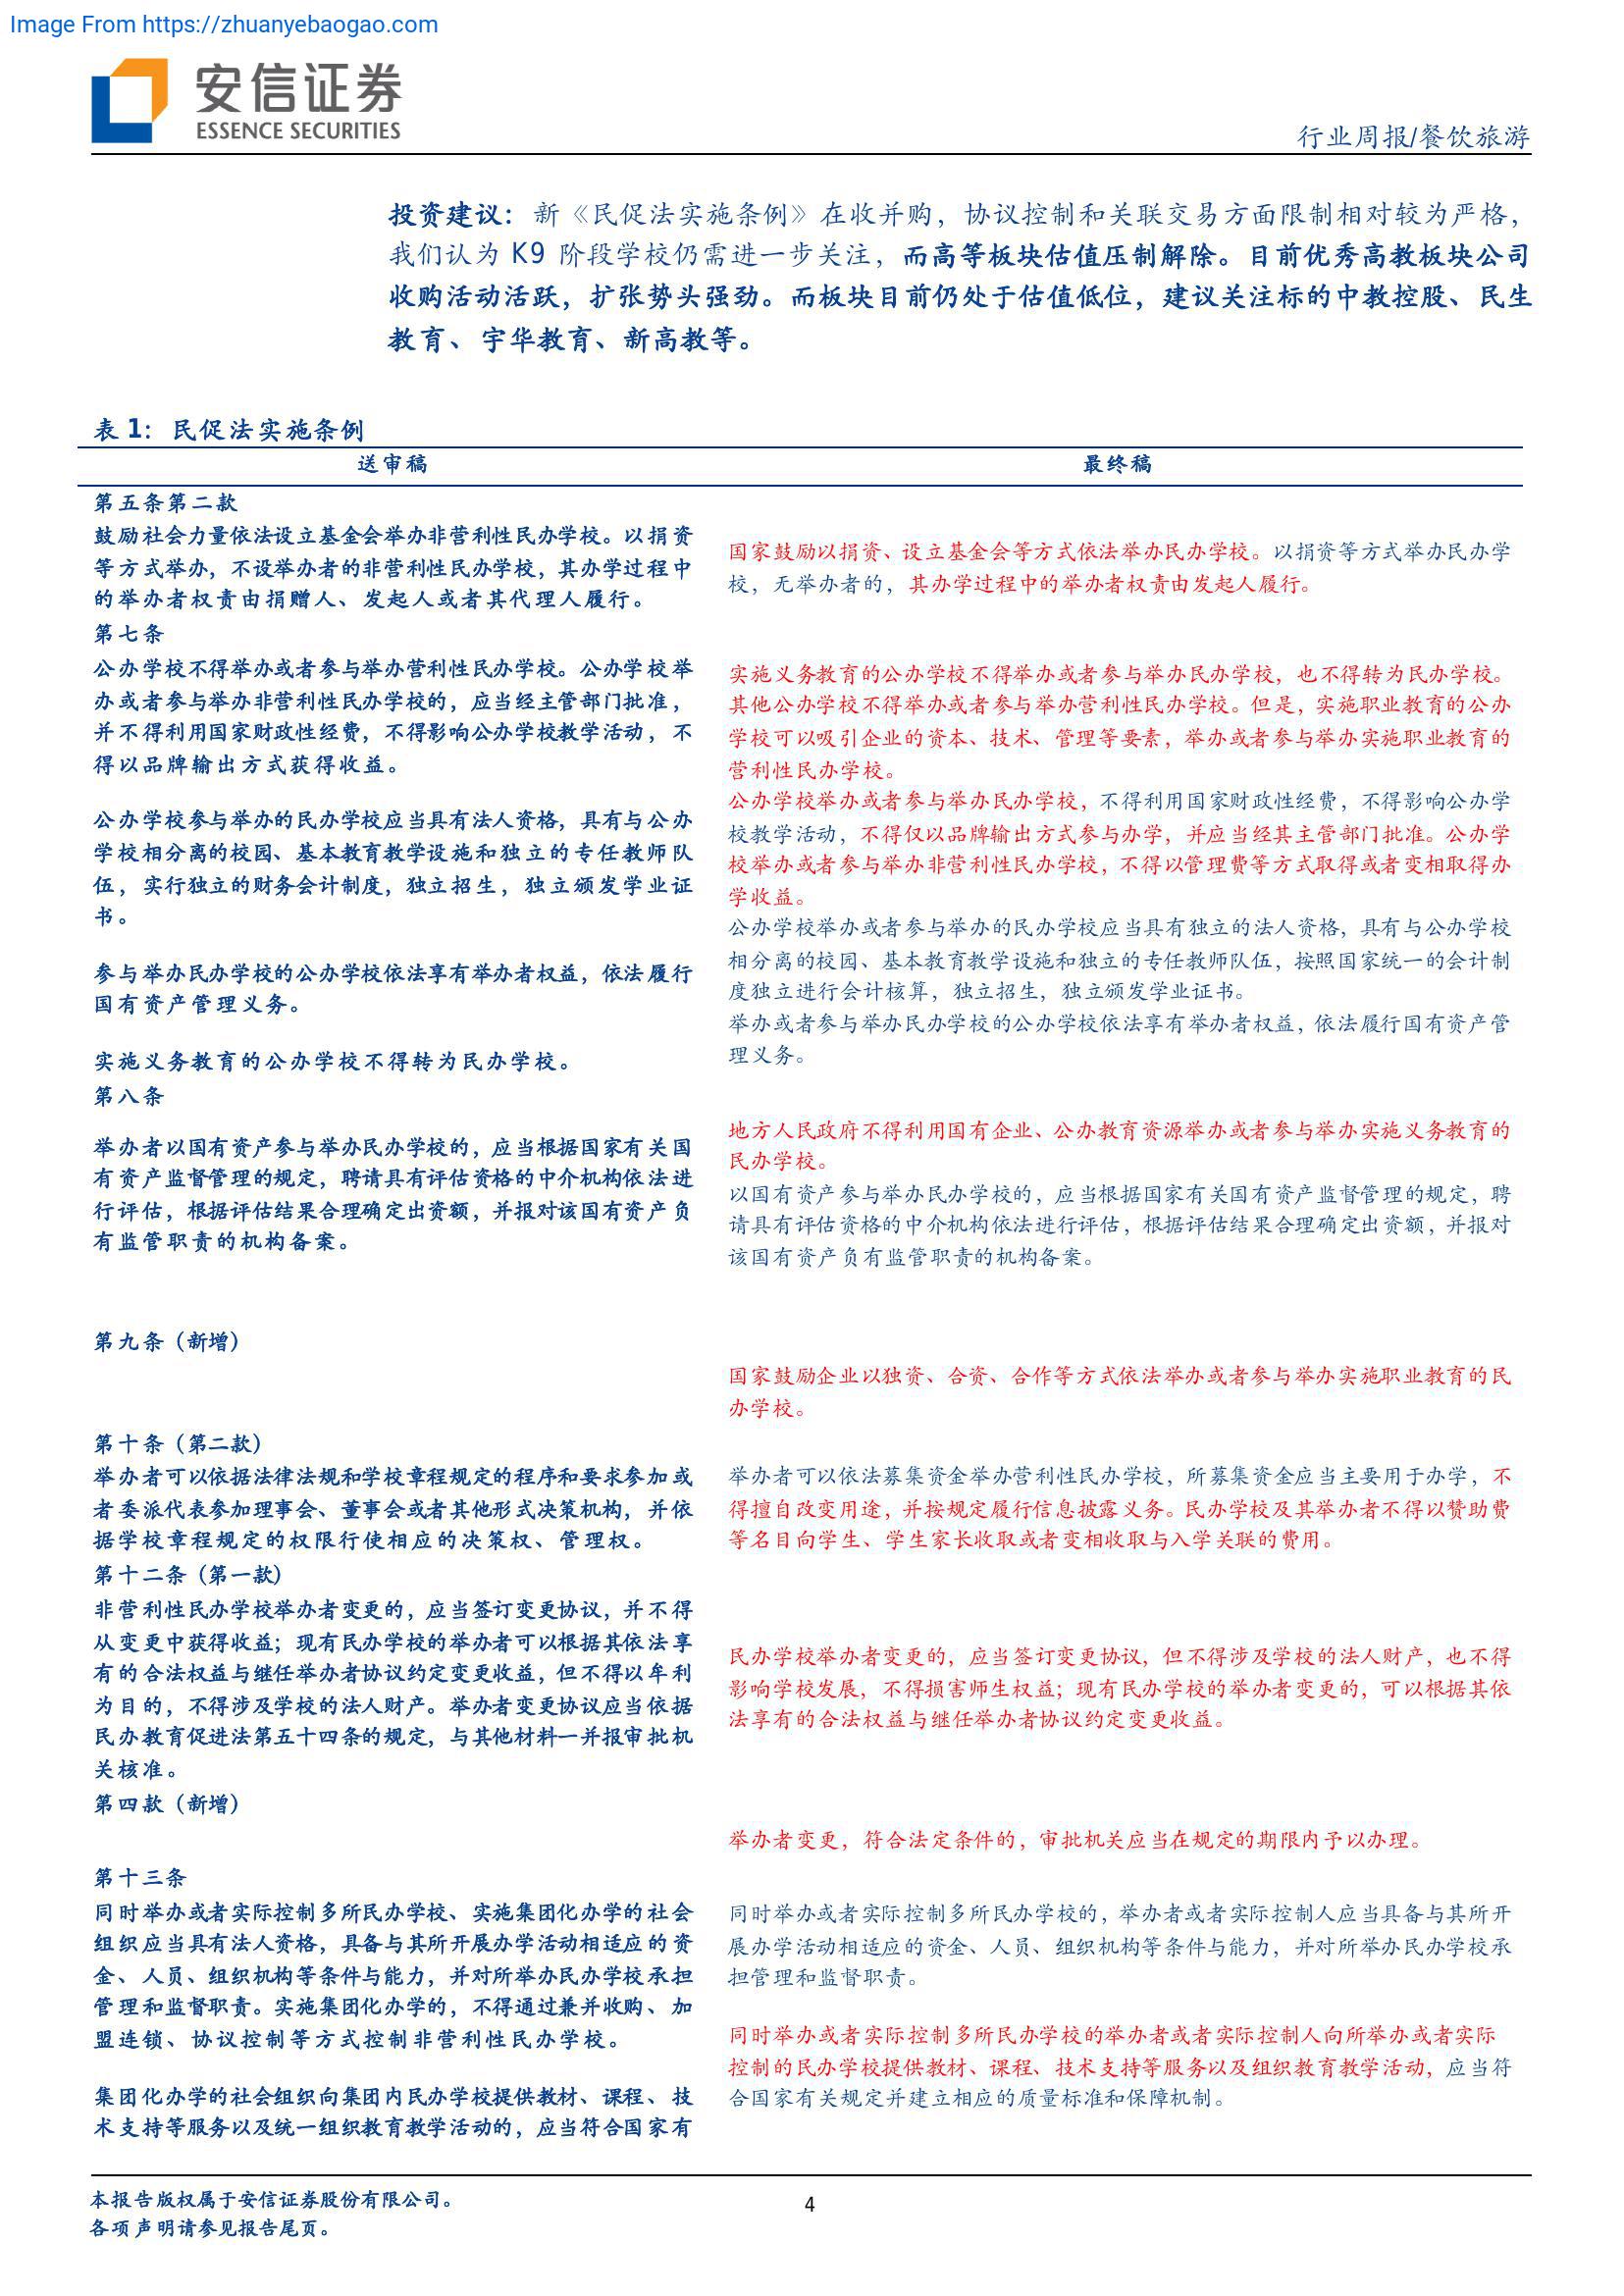 Image From https://zhuanyebaogao.com
安信证券
ESSENCE SECURITIES
行业周报/餐饮旅游
投资建议：新《民促法实施条例》在收并购，协议控制和关联交易方面限制相对较为严格，
我们认为 K9 阶段学校仍需进一步关注，而高等板块估值压制解除。目前优秀高教板块公司
收购活动活跃，扩张势头强劲。而板块目前仍处于估值低位，建议关注标的中教控股、民生
教育、宇华教育、新高教等。
表 1：民促法实施条例
送审稿
最终稿
第五条第二款
鼓励社会力量依法设立基金会举办非营利性民办学校。以捐资
等方式举办，不设举办者的非营利性民办学校，其办学过程中
的举办者权责由捐赠人、发起人或者其代理人履行。
国家鼓励以捐资、设立基金会等方式依法举办民办学校。以捐资等方式举办民办学
校，无举办者的，其办学过程中的举办者权责由发起人履行。
第七条
公办学校不得举办或者参与举办营利性民办学校。公办学校举
办或者参与举办非营利性民办学校的，应当经主管部门批准，
并不得利用国家财政性经费，不得影响公办学校教学活动，不
得以品牌输出方式获得收益。
公办学校参与举办的民办学校应当具有法人资格，具有与公办
学校相分离的校园、基本教育教学设施和独立的专任教师队
伍，实行独立的财务会计制度，独立招生，独立颁发学业证
书。
参与举办民办学校的公办学校依法享有举办者权益，依法履行
国有资产管理义务。
实施义务教育的公办学校不得转为民办学校。
实施义务教育的公办学校不得举办或者参与举办民办学校，也不得转为民办学校。
其他公办学校不得举办或者参与举办营利性民办学校。但是，实施职业教育的公办
学校可以吸引企业的资本、技术、管理等要素，举办或者参与举办实施职业教育的
营利性民办学校。
公办学校举办或者参与举办民办学校，不得利用国家财政性经费，不得影响公办学
校教学活动，不得仅以品牌输出方式参与办学，并应当经其主管部门批准。公办学
校举办或者参与举办非营利性民办学校，不得以管理费等方式取得或者变相取得办
学收益。
公办学校举办或者参与举办的民办学校应当具有独立的法人资格，具有与公办学校
相分离的校园、基本教育教学设施和独立的专任教师队伍，按照国家统一的会计制
度独立进行会计核算，独立招生，独立颁发学业证书。
举办或者参与举办民办学校的公办学校依法享有举办者权益，依法履行国有资产管
理义务。
第八条
举办者以国有资产参与举办民办学校的，应当根据国家有关国
有资产监督管理的规定，聘请具有评估资格的中介机构依法进
行评估，根据评估结果合理确定出资额，并报对该国有资产负
有监管职责的机构备案。
地方人民政府不得利用国有企业、公办教育资源举办或者参与举办实施义务教育的
民办学校。
以国有资产参与举办民办学校的，应当根据国家有关国有资产监督管理的规定，聘
请具有评估资格的中介机构依法进行评估，根据评估结果合理确定出资额，并报对
该国有资产负有监管职责的机构备案。
第九条（新增）
国家鼓励企业以独资、合资、合作等方式依法举办或者参与举办实施职业教育的民
办学校。
第十条（第二款）
举办者可以依据法律法规和学校章程规定的程序和要求参加或
者委派代表参加理事会、董事会或者其他形式决策机构，并依
据学校章程规定的权限行使相应的决策权、管理权。
举办者可以依法募集资金举办营利性民办学校，所募集资金应当主要用于办学，不
得擅自改变用途，并按规定履行信息披露义务。民办学校及其举办者不得以赞助费
等名目向学生、学生家长收取或者变相收取与入学关联的费用。
第十二条（第一款）
非营利性民办学校举办者变更的，应当签订变更协议，并不得
从变更中获得收益；现有民办学校的举办者可以根据其依法享
有的合法权益与继任举办者协议约定变更收益，但不得以牟利
为目的，不得涉及学校的法人财产。举办者变更协议应当依据
民办教育促进法第五十四条的规定，与其他材料一并报审批机
关核准。
民办学校举办者变更的，应当签订变更协议，但不得涉及学校的法人财产，也不得
影响学校发展，不得损害师生权益；现有民办学校的举办者变更的，可以根据其依
法享有的合法权益与继任举办者协议约定变更收益。
第四款（新增）
举办者变更，符合法定条件的，审批机关应当在规定的期限内予以办理。
第十三条
同时举办或者实际控制多所民办学校、实施集团化办学的社会
组织应当具有法人资格，具备与其所开展办学活动相适应的资
金、人员、组织机构等条件与能力，并对所举办民办学校承担
管理和监督职责。实施集团化办学的，不得通过兼并收购、加
盟连锁、协议控制等方式控制非营利性民办学校。
集团化办学的社会组织向集团内民办学校提供教材、课程、技
术支持等服务以及统一组织教育教学活动的，应当符合国家有
同时举办或者实际控制多所民办学校的，举办者或者实际控制人应当具备与其所开
展办学活动相适应的资金、人员、组织机构等条件与能力，并对所举办民办学校承
担管理和监督职责。
同时举办或者实际控制多所民办学校的举办者或者实际控制人向所举办或者实际
控制的民办学校提供教材、课程、技术支持等服务以及组织教育教学活动，应当符
合国家有关规定并建立相应的质量标准和保障机制。
本报告版权属于安信证券股份有限公司。
各项声明请参见报告尾页。
4